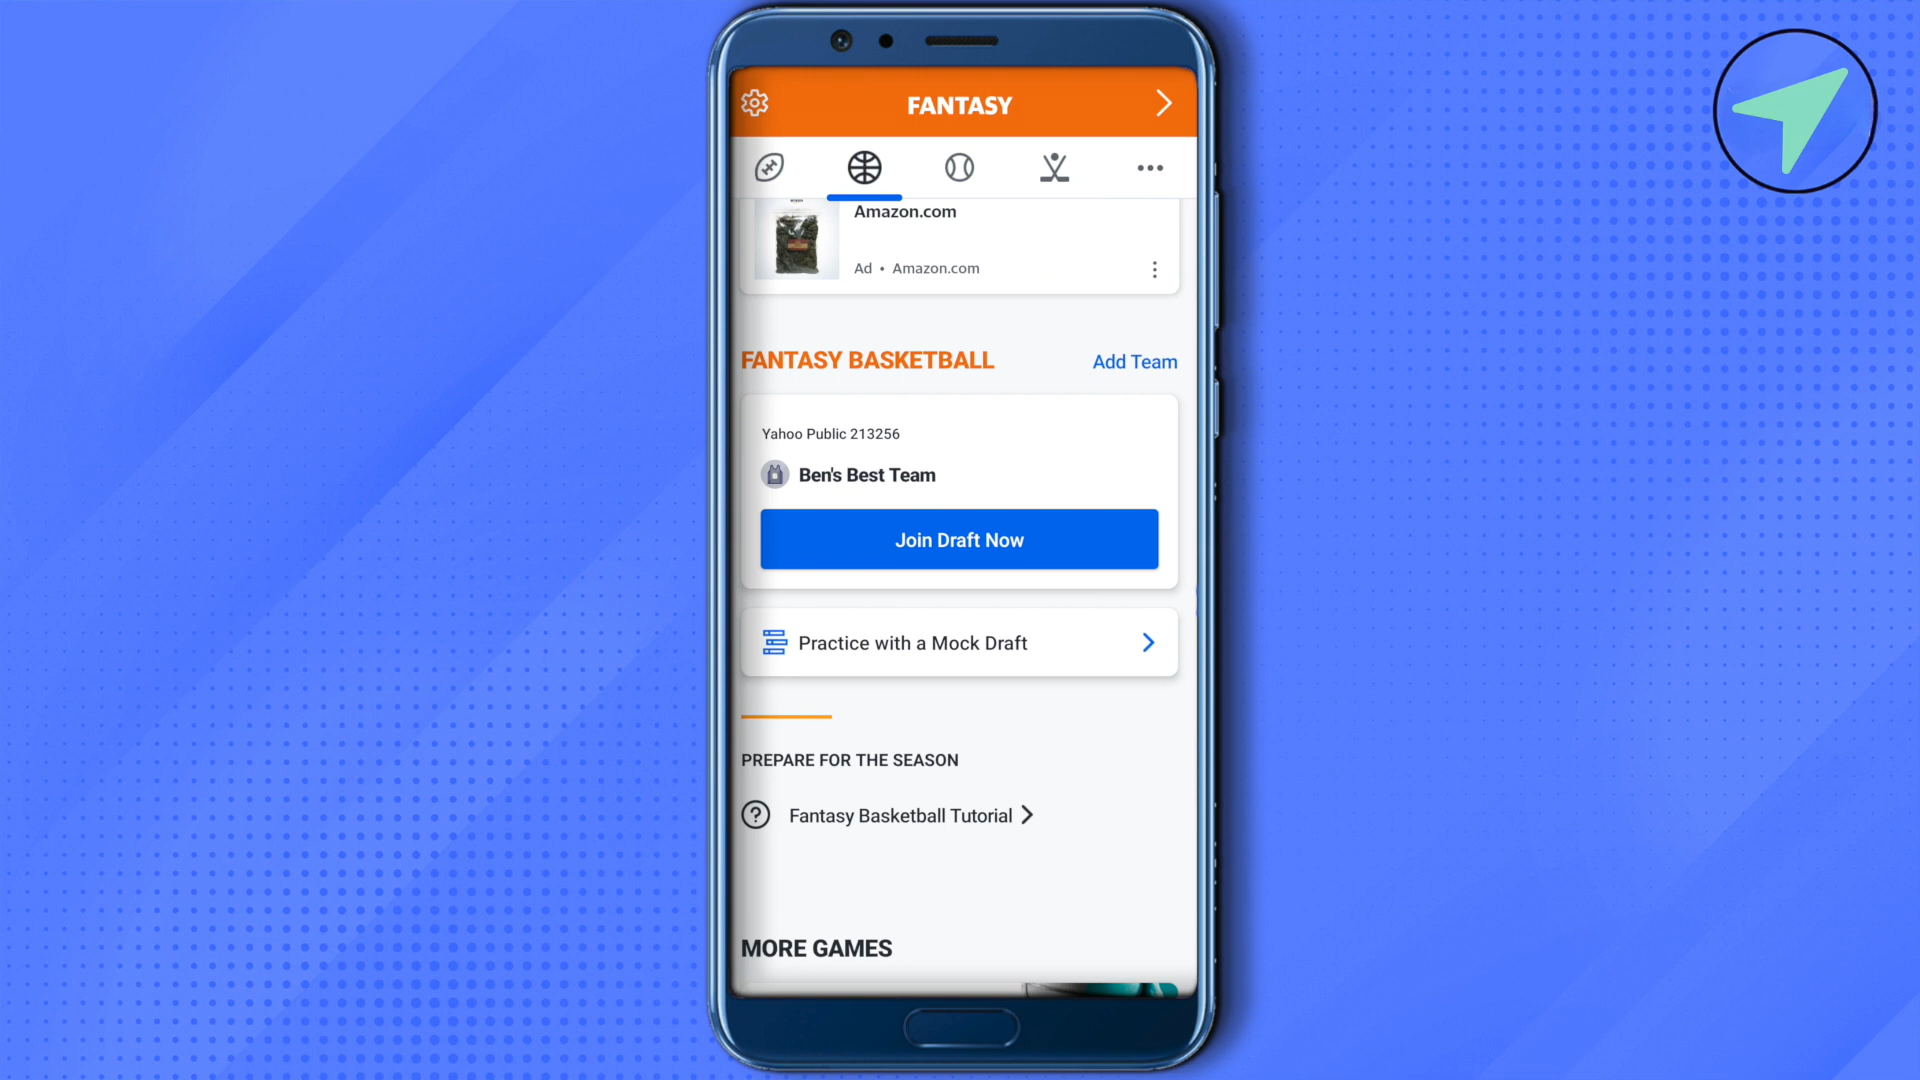 FANTASY
Amazon.com
Ad • Amazon.com
FANTASY BASKETBALL
Add Team
Yahoo Public 213256
Ben's Best Team
Join Draft Now
Practice with a Mock Draft
PREPARE FOR THE SEASON
Fantasy Basketball Tutorial
MORE GAMES